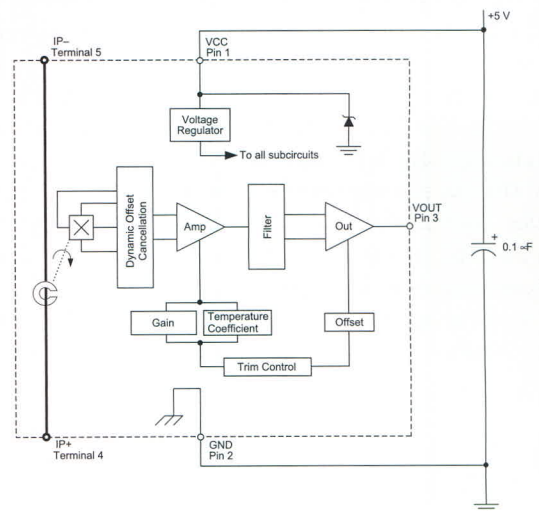 +5 V
IP–
Terminal 5
VCC
Pin 1
Voltage
Regulator
To all subcircuits
Dynamic Offset
Cancellation
Amp
Filter
Out
VOUT
Pin 3
+
0.1 ∝F
Gain
Temperature
Coefficient
Offset
Trim Control
IP+
Terminal 4
GND
Pin 2